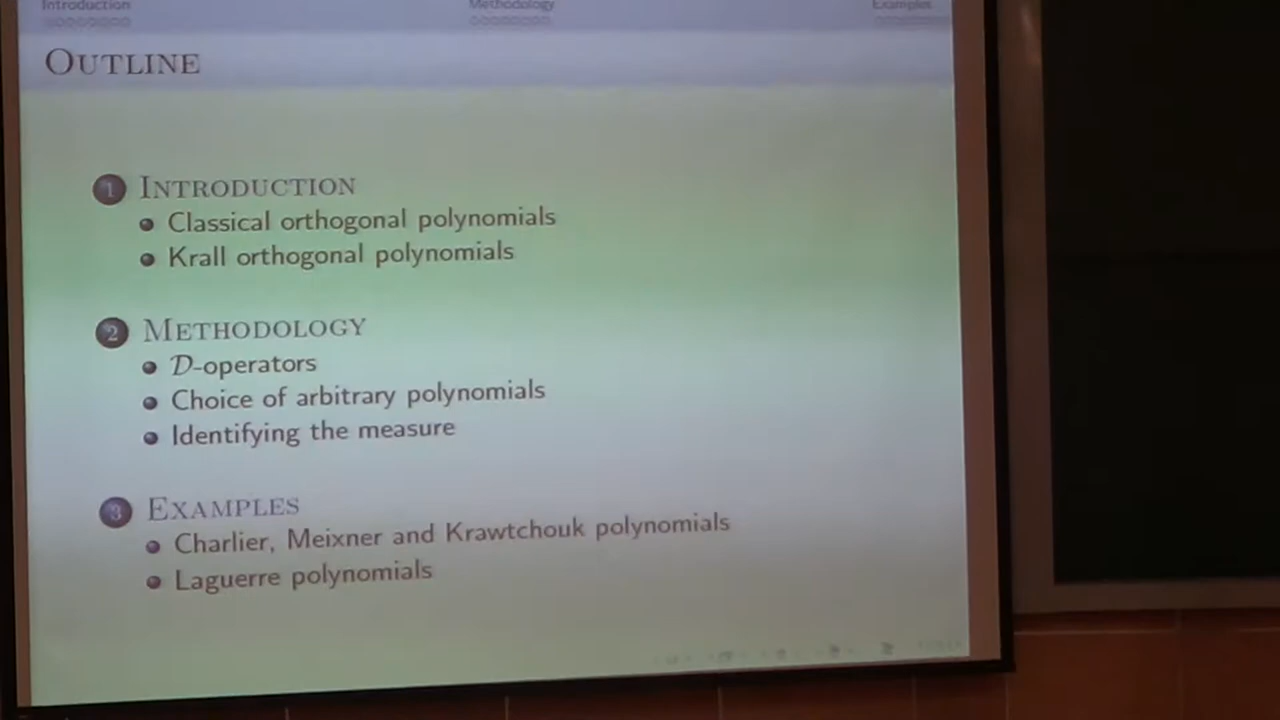 Introduction
Methodology
Examples
OUTLINE
1 INTRODUCTION
Classical orthogonal polynomials
Krall orthogonal polynomials
2 METHODOLOGY
D-operators
Choice of arbitrary polynomials
Identifying the measure
3 EXAMPLES
Charlier, Meixner and Krawtchouk polynomials
Laguerre polynomials